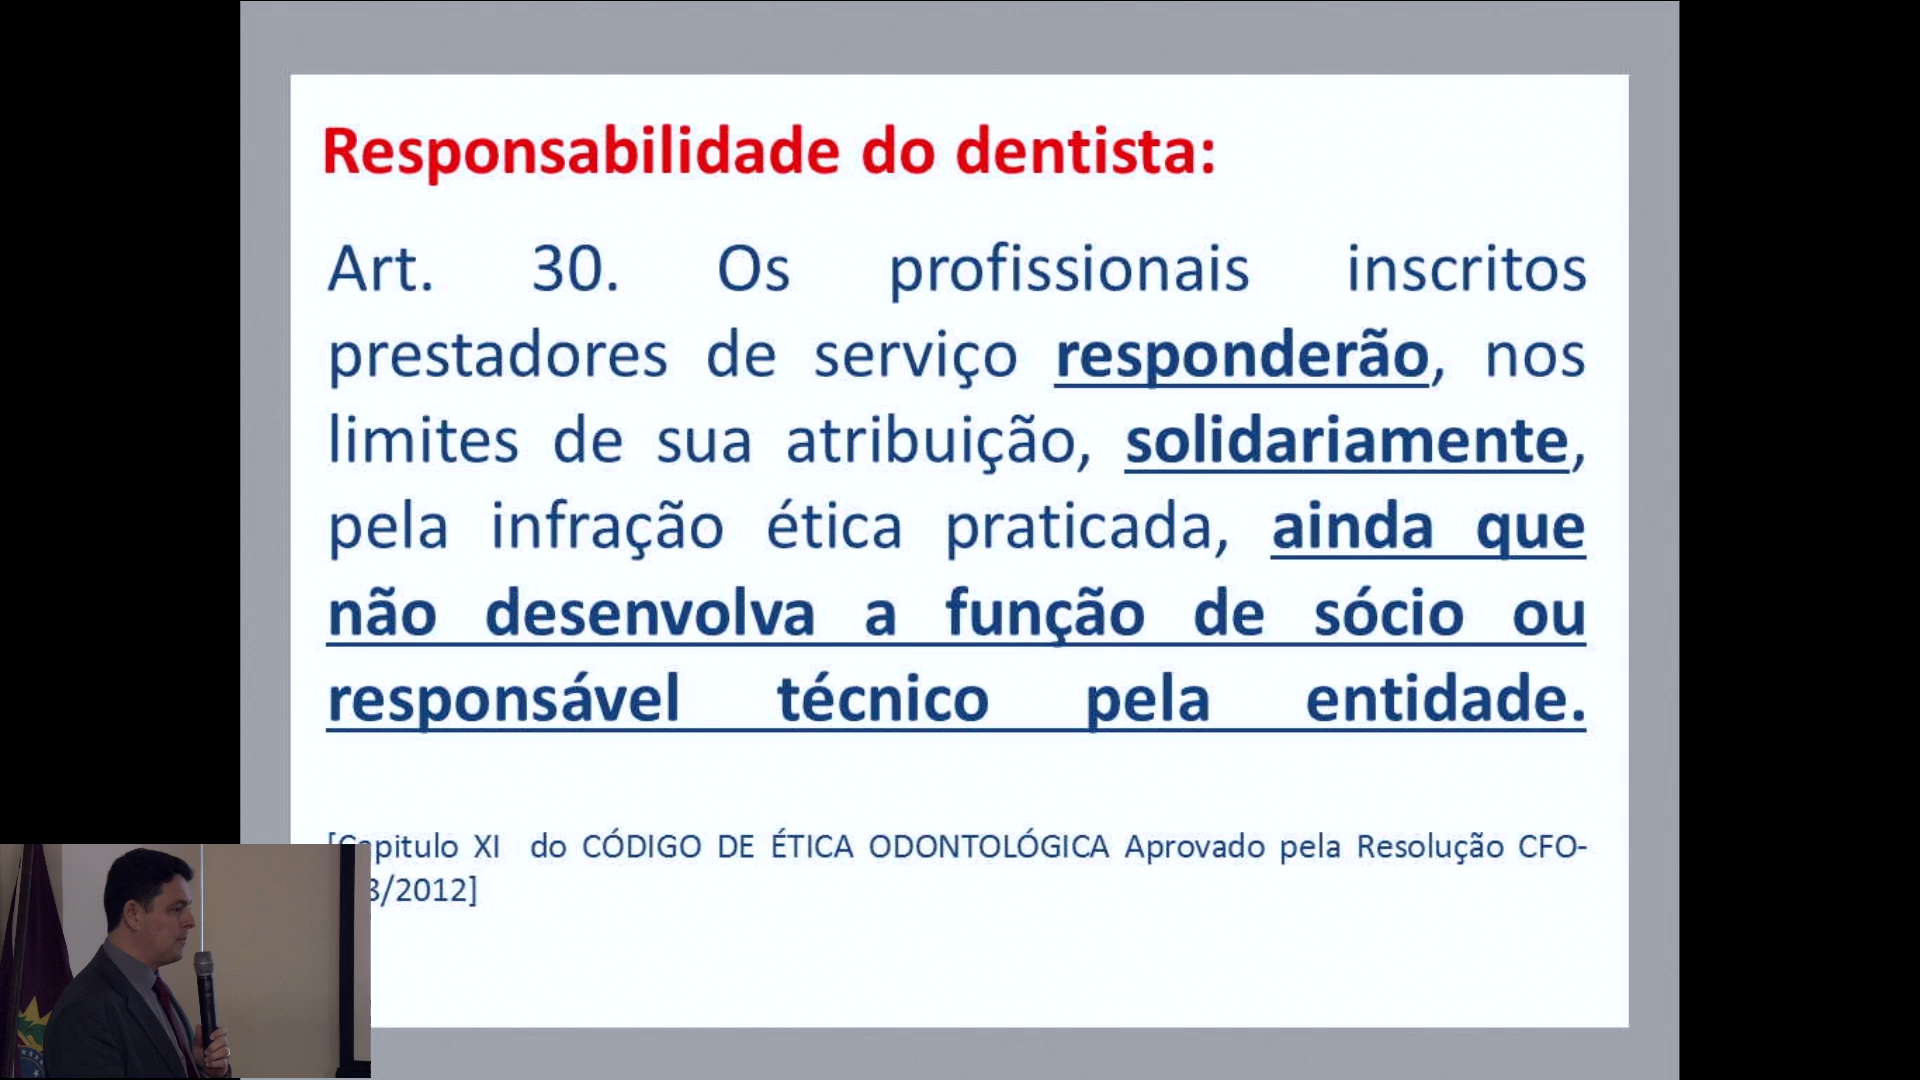 Responsabilidade do dentista:
Art. 30. Os profissionais inscritos
prestadores de serviço responderão, nos
limites de sua atribuição, solidariamente,
pela infração ética praticada, ainda que
não desenvolva a função de sócio ou
responsável técnico pela entidade.
[Capitulo XI do CÓDIGO DE ÉTICA ODONTOLÓGICA Aprovado pela Resolução CFO-
8/2012]